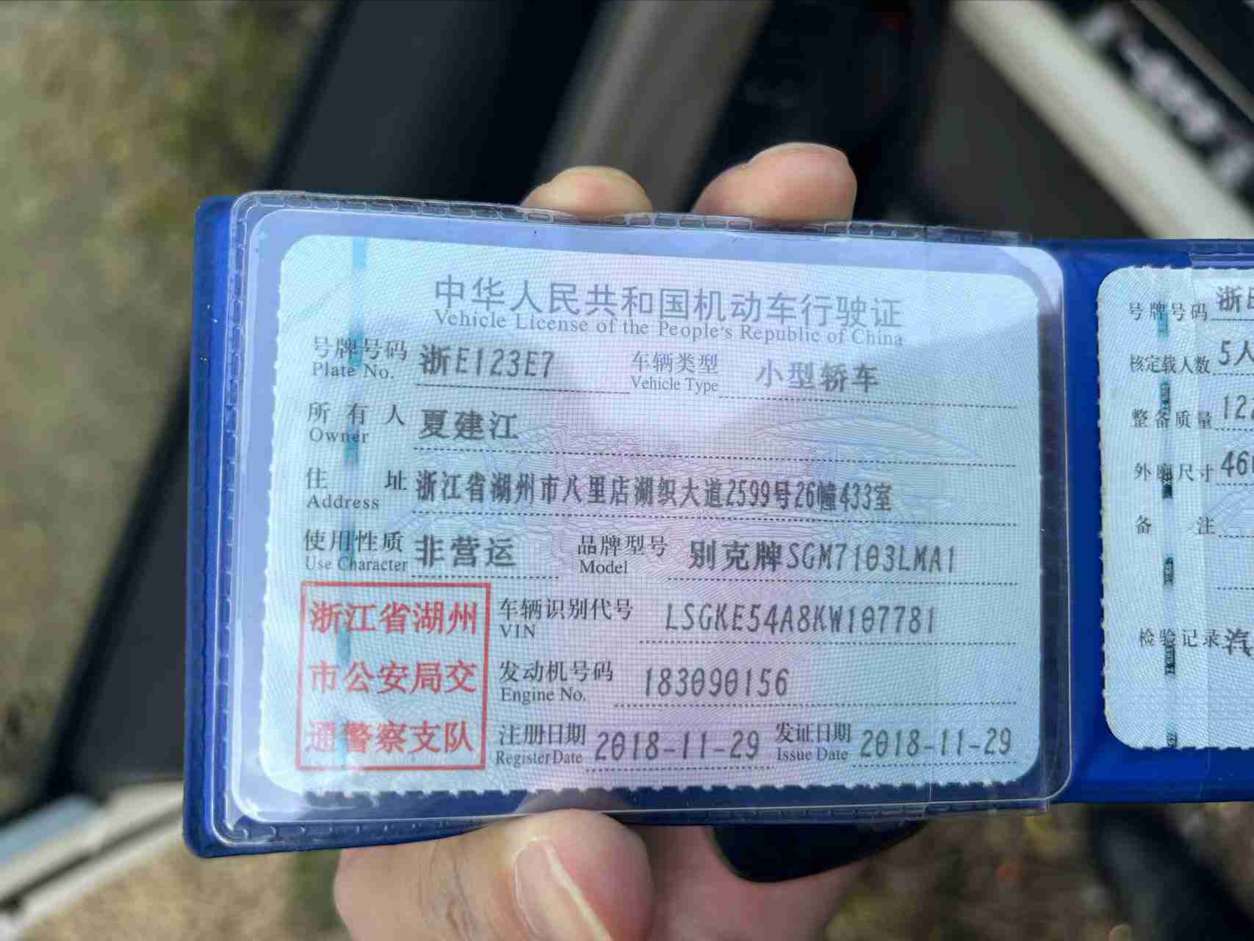 中华人民共和国机动车行驶证
Vehicle License of the People's Republic of China
号牌号码 浙E123E7 车辆类型 小型轿车
Plate No. Vehicle Type
所有人 夏建江
Owner
住址 浙江省湖州市八里店湖织大道2599号26幢433室
Address
使用性质 非营运 品牌型号 别克牌SGM7103LMA1
Use Character Model
浙江省湖州
市公安局交
通警察支队
车辆识别代号 LSGKE54A8KW107781
VIN
发动机号码 183090156
Engine No.
注册日期 2018-11-29 发证日期 2018-11-29
Register Date Issue Date
号牌号码 浙
核定载人数 5人
整备质量 12
外廓尺寸 46
备注
检验记录 汽